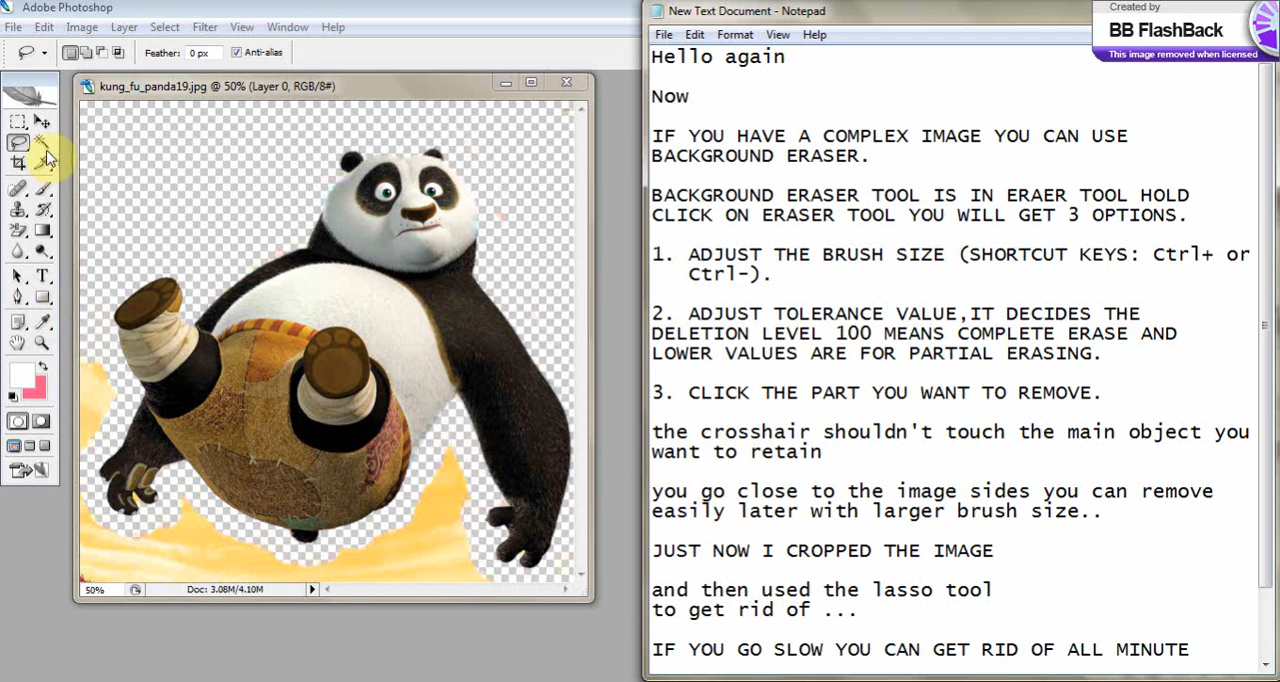 Adobe Photoshop
File Edit Image Layer Select Filter View Window Help
Feather: 0 px Anti-alias
kung_fu_panda19.jpg @ 50% (Layer 0, RGB/8#)
50% Doc: 3.08M/4.10M
New Text Document - Notepad
File Edit Format View Help
Created by
BB FlashBack
This image removed when licensed
Hello again
Now
IF YOU HAVE A COMPLEX IMAGE YOU CAN USE
BACKGROUND ERASER.
BACKGROUND ERASER TOOL IS IN ERAER TOOL HOLD
CLICK ON ERASER TOOL YOU WILL GET 3 OPTIONS.
1. ADJUST THE BRUSH SIZE (SHORTCUT KEYS: Ctrl+ or
Ctrl-).
2. ADJUST TOLERANCE VALUE,IT DECIDES THE
DELETION LEVEL 100 MEANS COMPLETE ERASE AND
LOWER VALUES ARE FOR PARTIAL ERASING.
3. CLICK THE PART YOU WANT TO REMOVE.
the crosshair shouldn't touch the main object you
want to retain
you go close to the image sides you can remove
easily later with larger brush size..
JUST NOW I CROPPED THE IMAGE
and then used the lasso tool
to get rid of ...
IF YOU GO SLOW YOU CAN GET RID OF ALL MINUTE